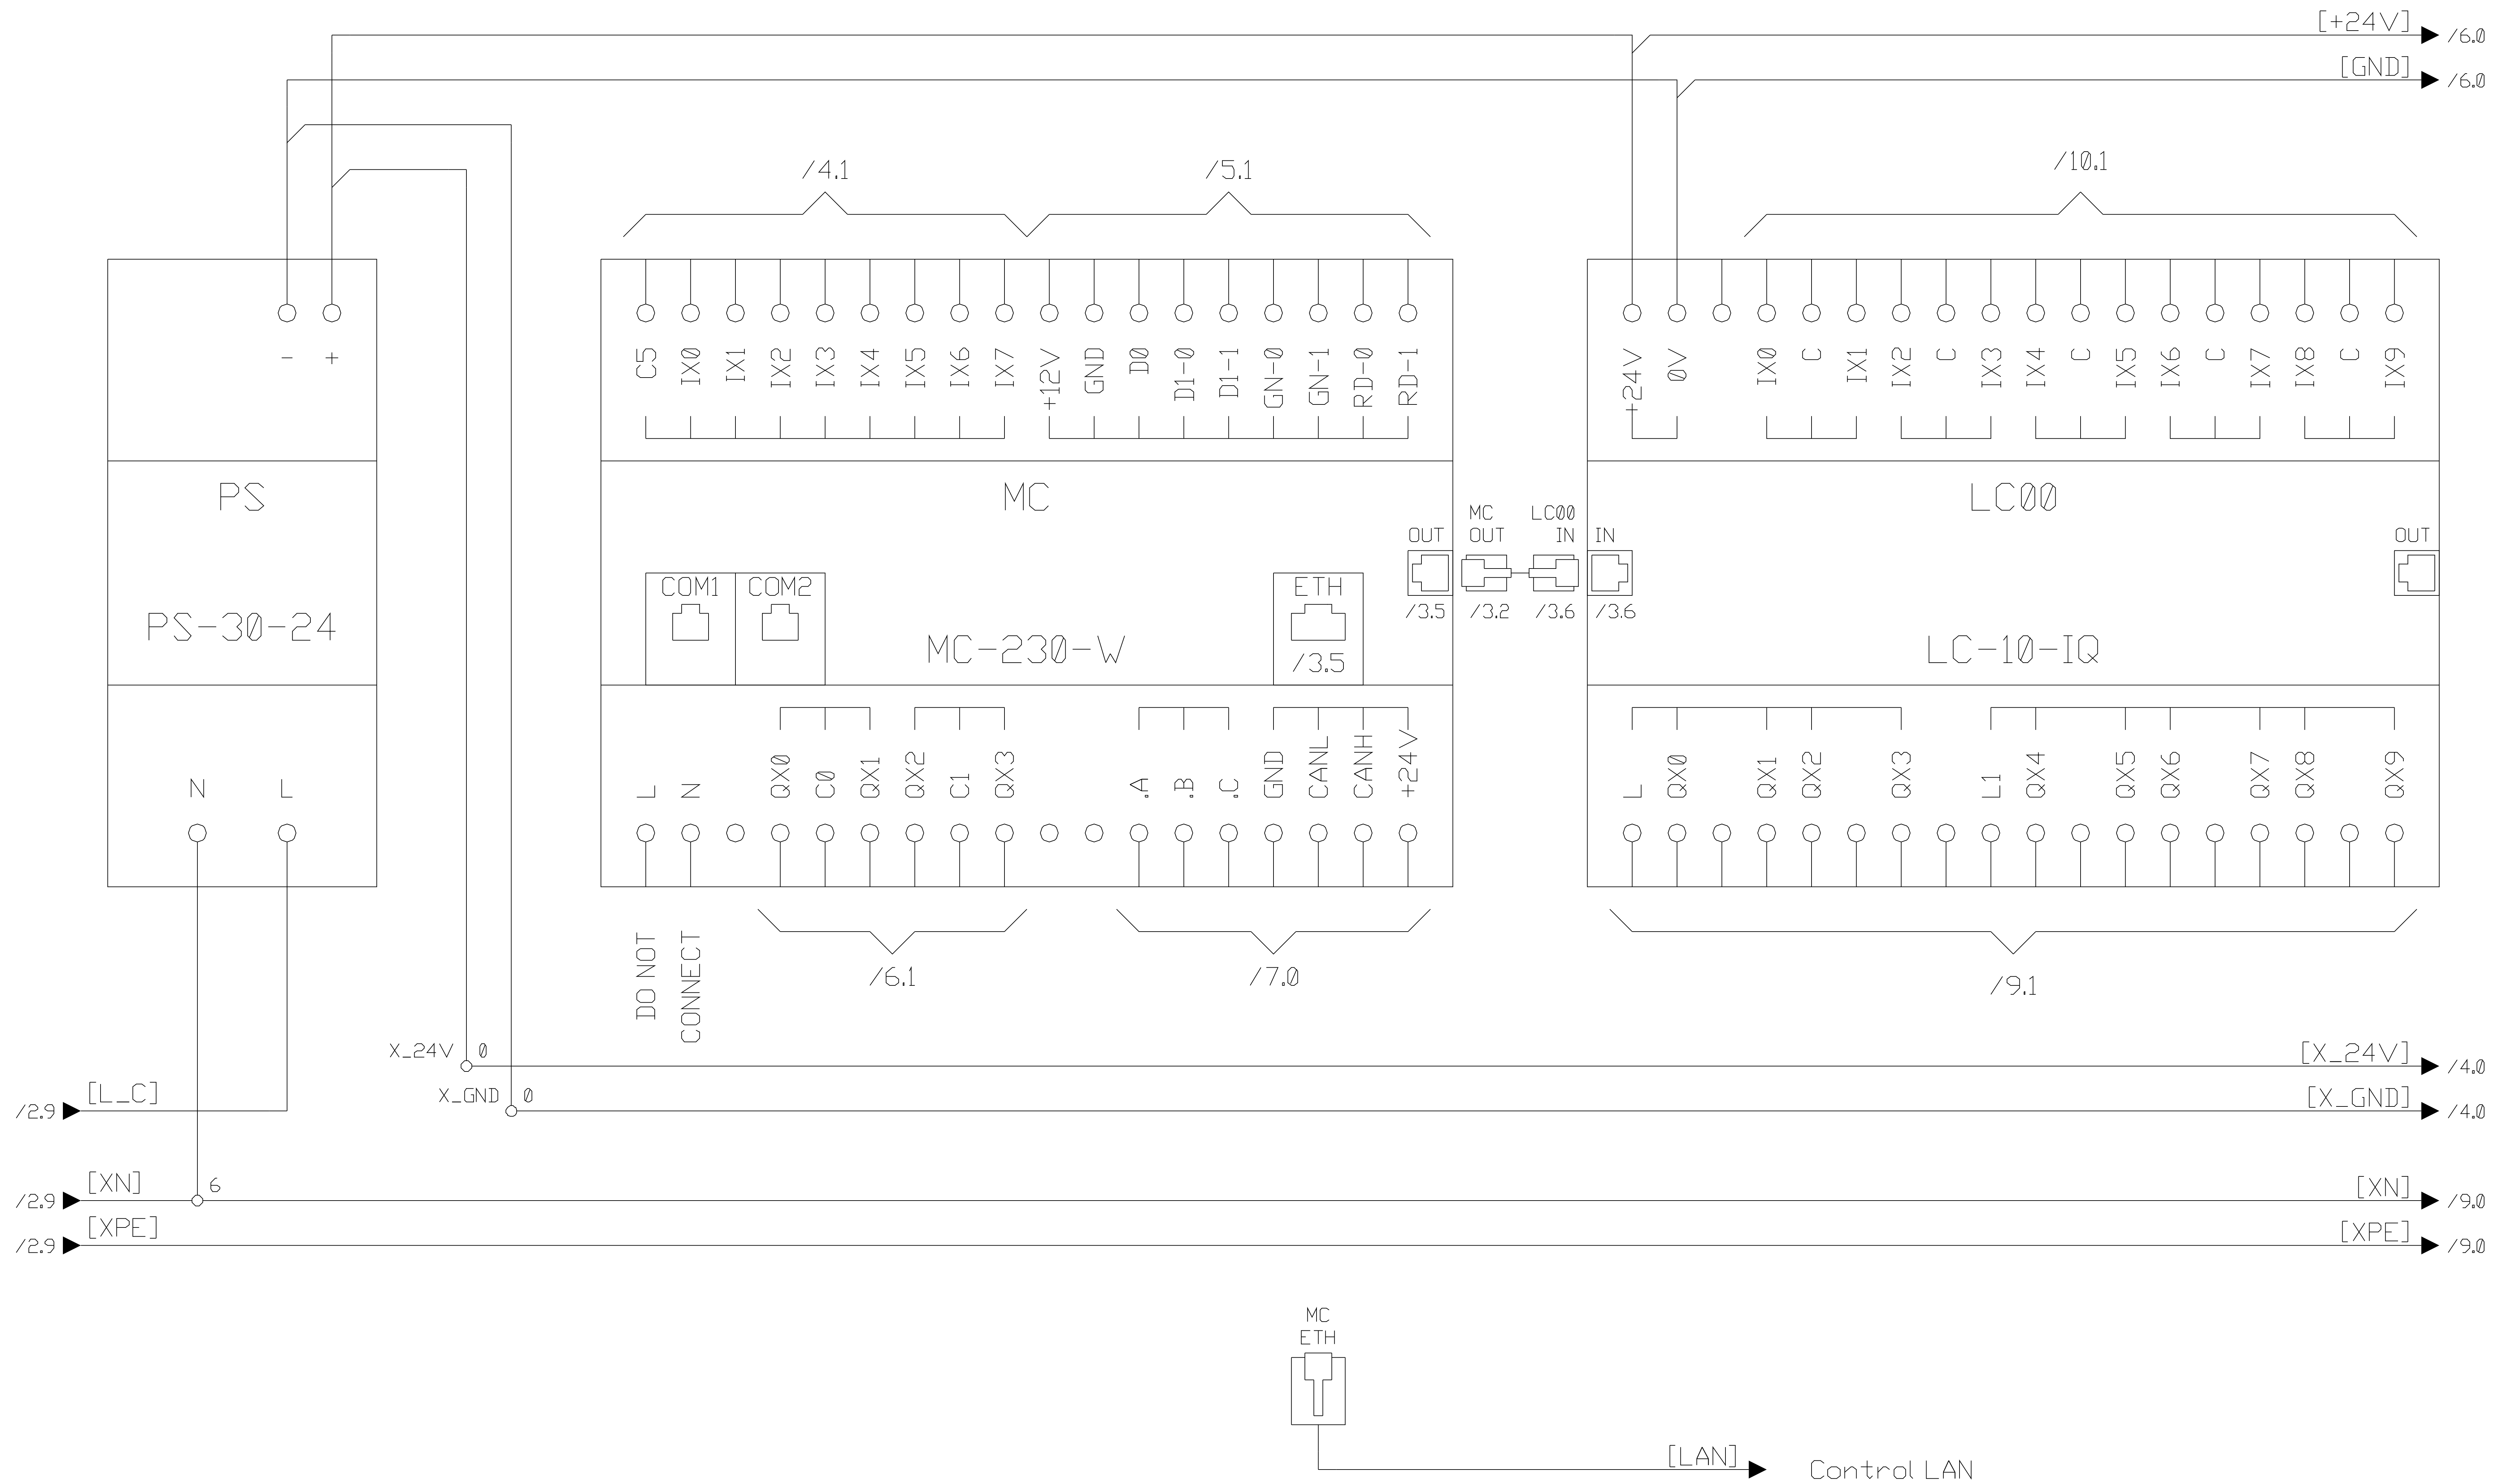 [+24V] /6.0
[GND] /6.0
/4.1 /5.1 /10.1
- +
C5 IX0 IX1 IX2 IX3 IX4 IX5 IX6 IX7 +12V GND D0 D1-0 D1-1 GN-0 GN-1 RD-0 RD-1
+24V 0V IX0 C IX1 IX2 C IX3 IX4 C IX5 IX6 C IX7 IX8 C IX9
PS MC LC00
MC LC00
OUT OUT IN IN OUT
COM1 COM2 ETH
/3.5 /3.2 /3.6 /3.6
PS-30-24
MC-230-W LC-10-IQ
/3.5
N L
L N QX0 C0 QX1 QX2 C1 QX3 .A .B .C GND CANL CANH +24V
L QX0 QX1 QX2 QX3 L1 QX4 QX5 QX6 QX7 QX8 QX9
DO NOT
CONNECT
/6.1 /7.0 /9.1
X_24V 0 [X_24V] /4.0
/2.9 [L_C] X_GND 0 [X_GND] /4.0
/2.9 [XN] 6 [XN] /9.0
/2.9 [XPE] [XPE] /9.0
MC
ETH
[LAN] Control LAN